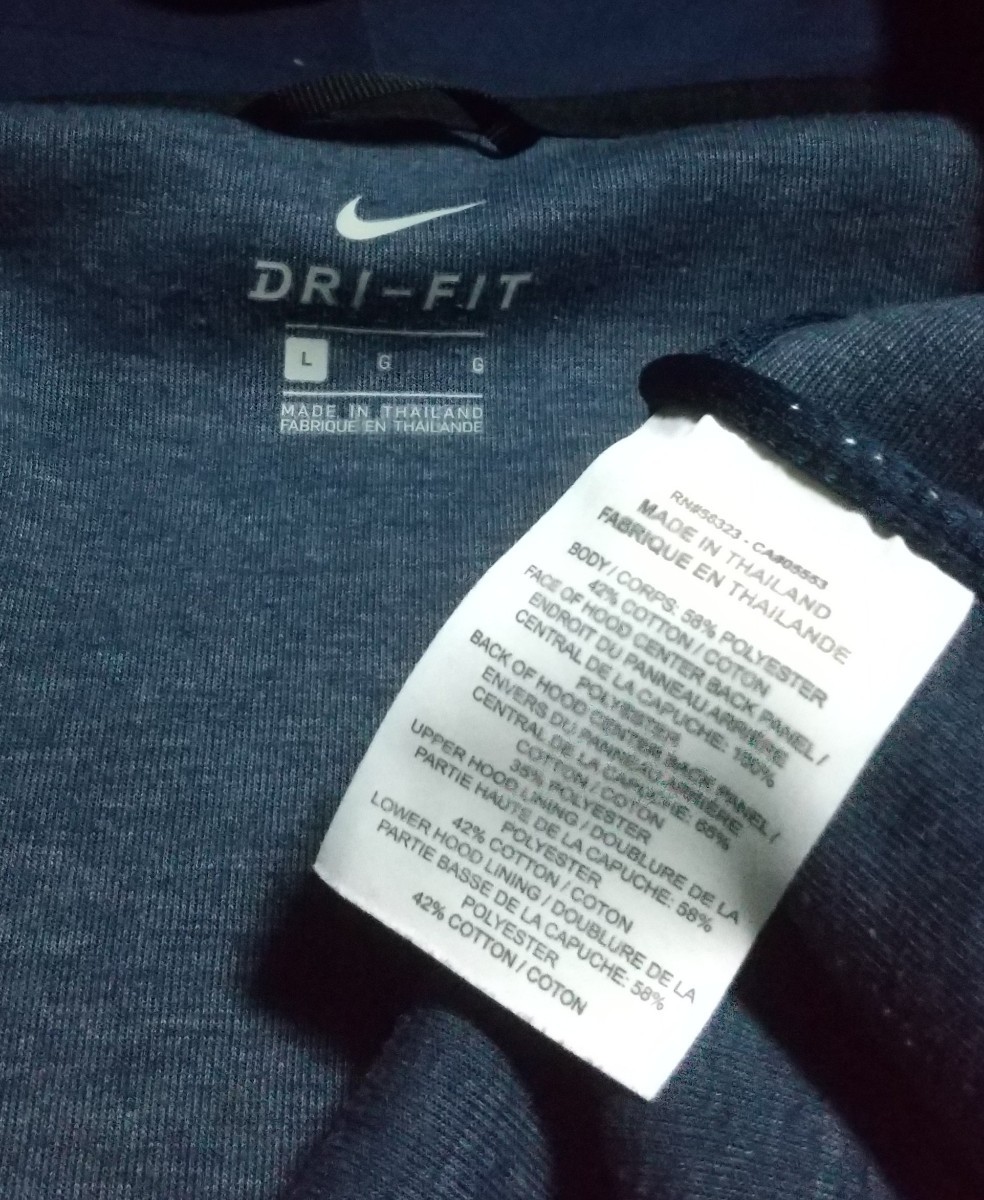 DRI-FIT
L G G
MADE IN THAILAND
FABRIQUE EN THAILANDE
RN#56323 - CA#05553
MADE IN THAILAND
FABRIQUE EN THAÏLANDE
BODY / CORPS: 58% POLYESTER
42% COTTON / COTON
FACE OF HOOD CENTER BACK PANEL /
ENDROIT DU PANNEAU ARRIÈRE
CENTRAL DE LA CAPUCHE: 100%
POLYESTER
BACK OF HOOD CENTER BACK PANEL /
ENVERS DU PANNEAU ARRIÈRE
CENTRAL DE LA CAPUCHE: 65%
COTTON / COTON
35% POLYESTER
UPPER HOOD LINING / DOUBLURE DE LA
PARTIE HAUTE DE LA CAPUCHE: 58%
POLYESTER
42% COTTON / COTON
LOWER HOOD LINING / DOUBLURE DE LA
PARTIE BASSE DE LA CAPUCHE: 58%
POLYESTER
42% COTTON / COTON